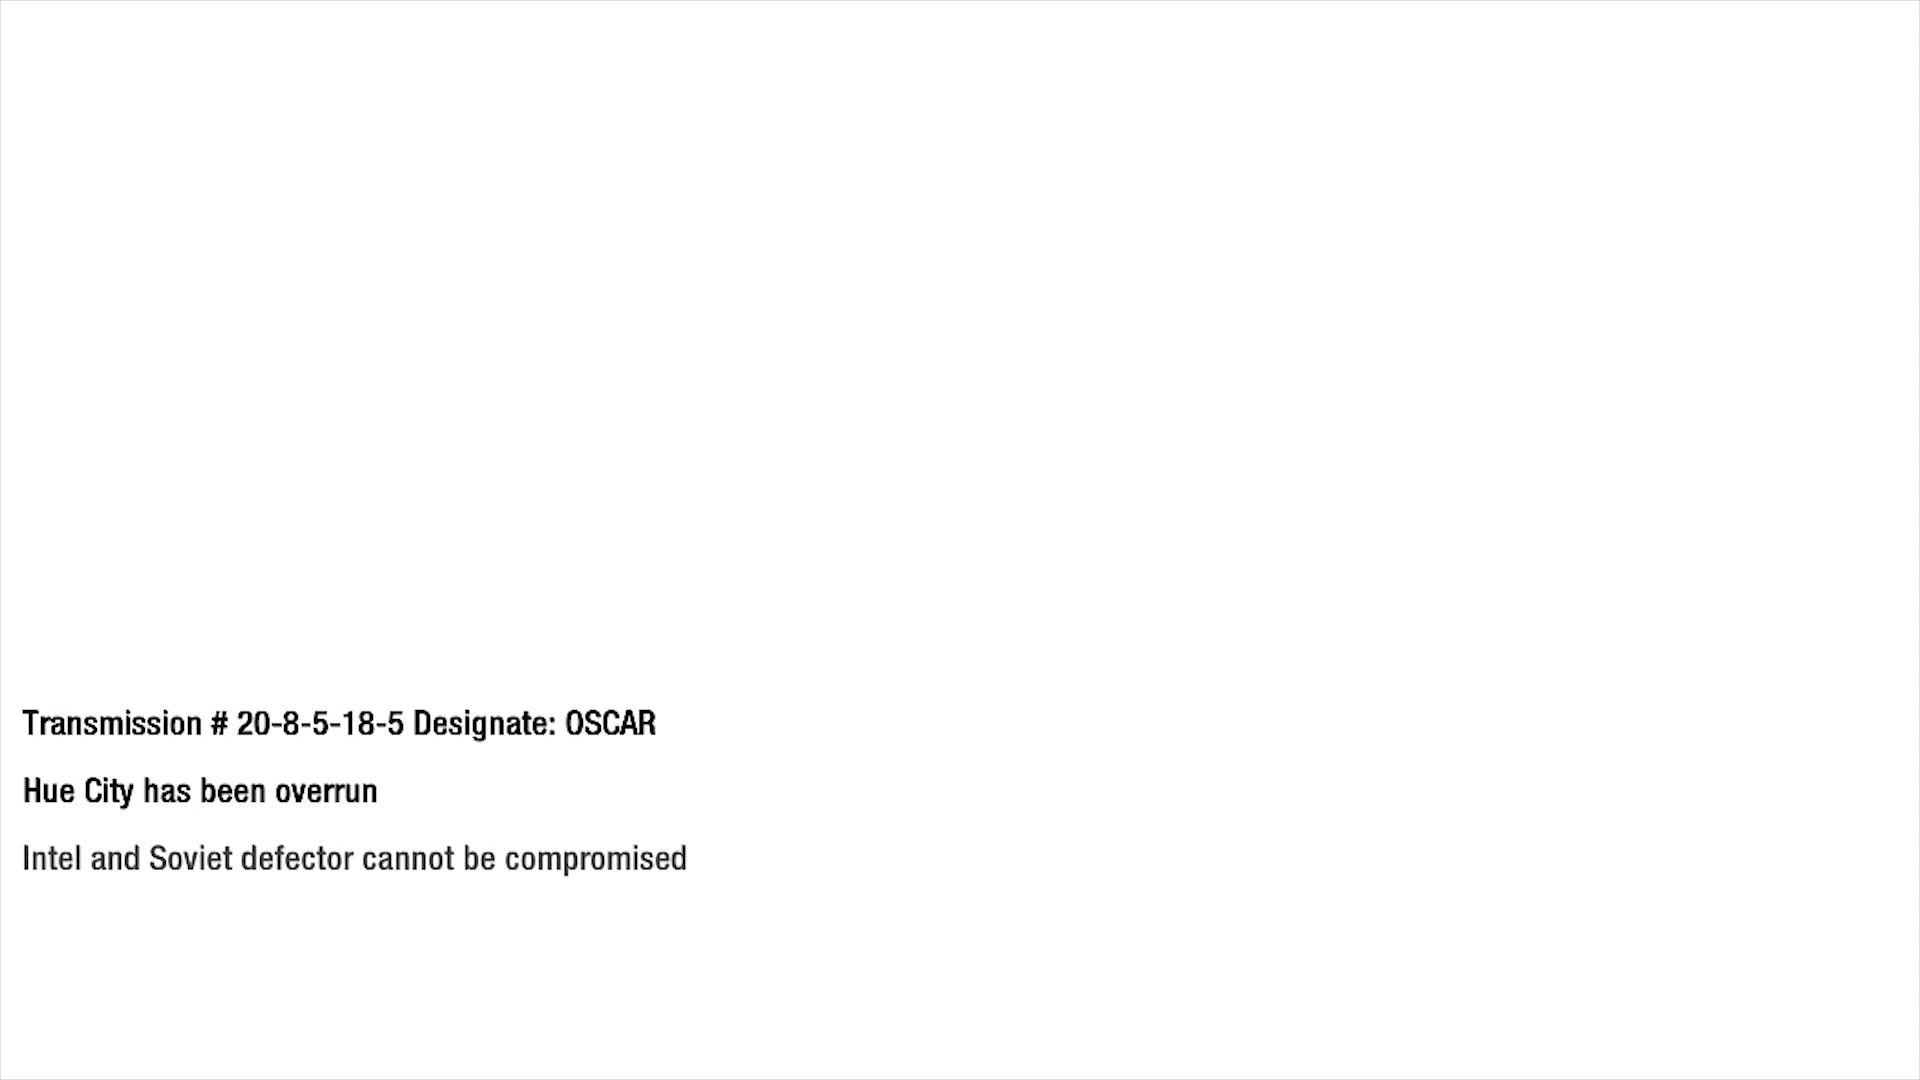 Transmission # 20-8-5-18-5 Designate: OSCAR
Hue City has been overrun
Intel and Soviet defector cannot be compromised